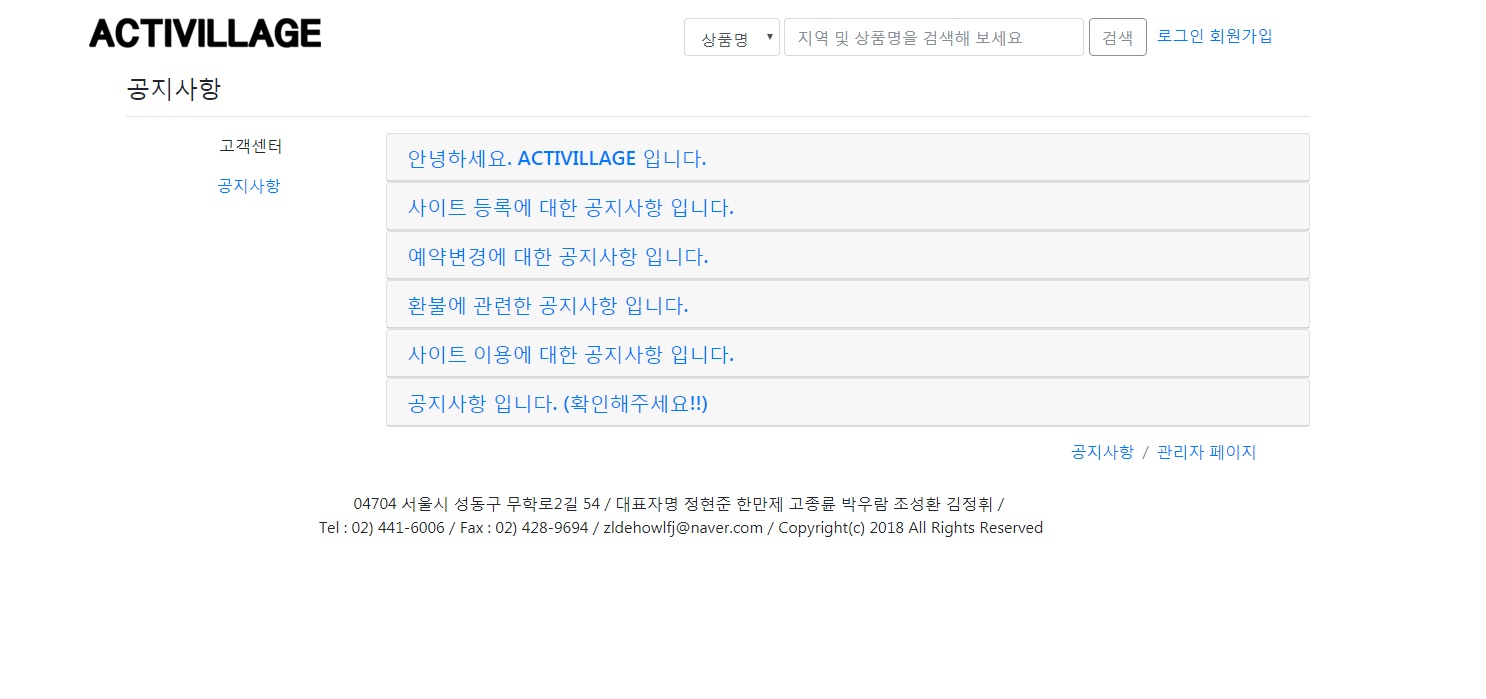 ACTIVILLAGE
상품명 지역 및 상품명을 검색해 보세요 검색 로그인 회원가입
공지사항
고객센터
공지사항
안녕하세요. ACTIVILLAGE 입니다.
사이트 등록에 대한 공지사항 입니다.
예약변경에 대한 공지사항 입니다.
환불에 관련한 공지사항 입니다.
사이트 이용에 대한 공지사항 입니다.
공지사항 입니다. (확인해주세요!!)
공지사항 / 관리자 페이지
04704 서울시 성동구 무학로2길 54 / 대표자명 정현준 한만제 고종륜 박우람 조성환 김정휘 /
Tel : 02) 441-6006 / Fax : 02) 428-9694 / zldehowlfj@naver.com / Copyright(c) 2018 All Rights Reserved